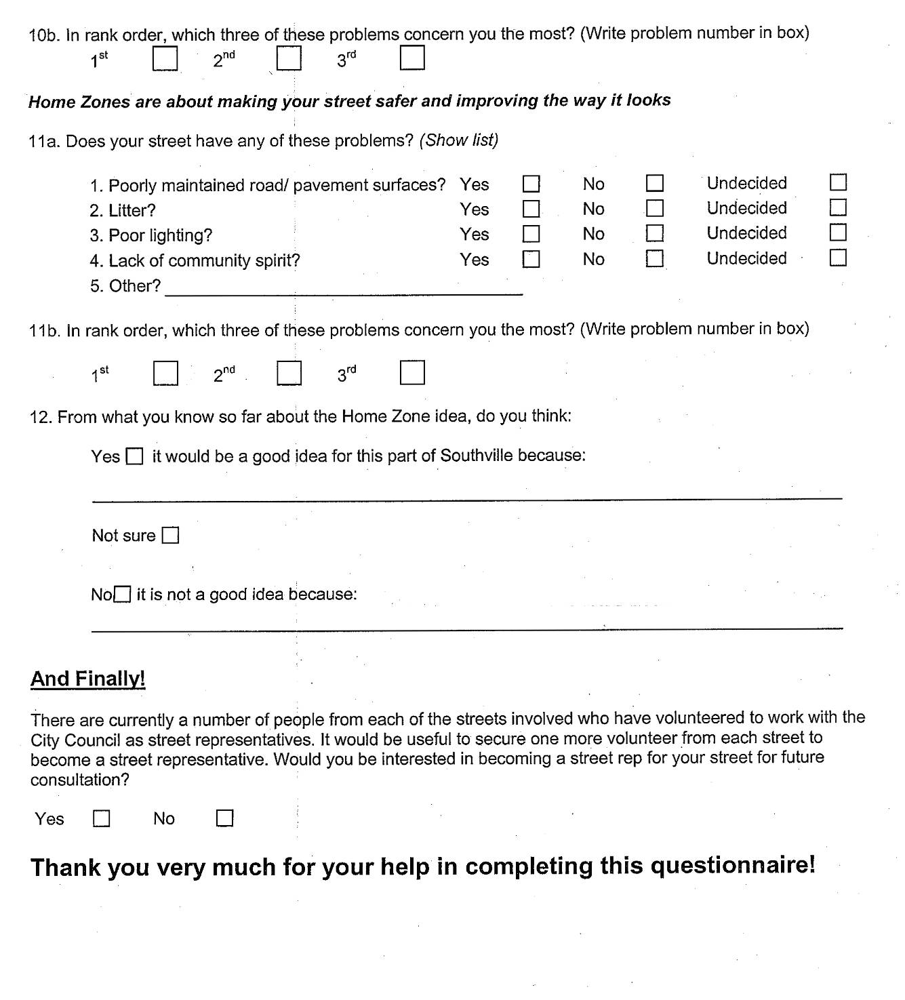 10b. In rank order, which three of these problems concern you the most? (Write problem number in box)
1st 2nd 3rd
Home Zones are about making your street safer and improving the way it looks
11a. Does your street have any of these problems? (Show list)
1. Poorly maintained road/ pavement surfaces? Yes No Undecided
2. Litter? Yes No Undecided
3. Poor lighting? Yes No Undecided
4. Lack of community spirit? Yes No Undecided
5. Other?
11b. In rank order, which three of these problems concern you the most? (Write problem number in box)
1st 2nd 3rd
12. From what you know so far about the Home Zone idea, do you think:
Yes it would be a good idea for this part of Southville because:
Not sure
No it is not a good idea because:
And Finally!
There are currently a number of people from each of the streets involved who have volunteered to work with the
City Council as street representatives. It would be useful to secure one more volunteer from each street to
become a street representative. Would you be interested in becoming a street rep for your street for future
consultation?
Yes No
Thank you very much for your help in completing this questionnaire!